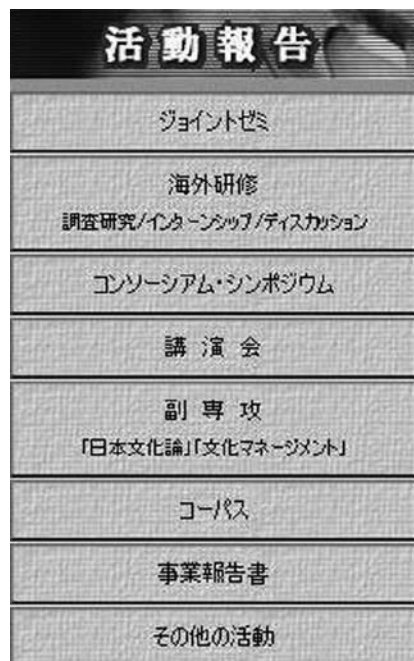 活動報告
ジョイントゼミ
海外研修
調査研究/インターンシップ/ディスカッション
コンソーシアム・シンポジウム
講演会
副専攻
「日本文化論」「文化マネージメント」
コーパス
事業報告書
その他の活動